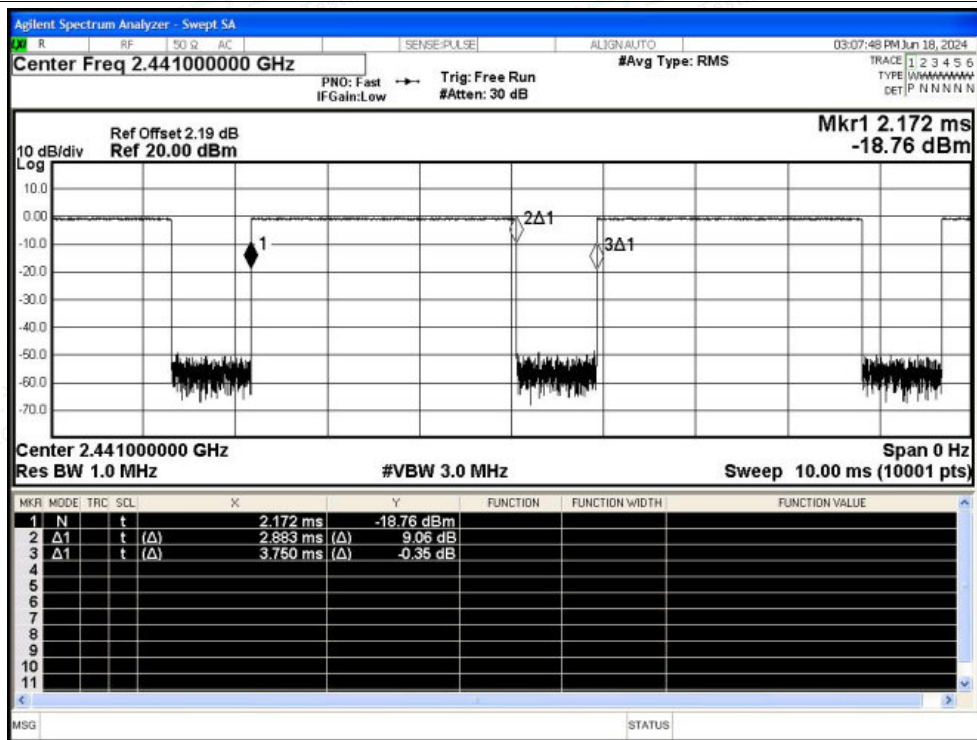 Agilent Spectrum Analyzer - Swept SA
LXI R RF 50 Ω AC SENSE:PULSE ALIGN AUTO 03:07:48 PM Jun 18, 2024
Center Freq 2.441000000 GHz
PNO: Fast
IFGain:Low
Trig: Free Run
#Atten: 30 dB
#Avg Type: RMS
TRACE 1 2 3 4 5 6
TYPE WWWWWW
DET P N N N N N
Mkr1 2.172 ms
-18.76 dBm
Ref Offset 2.19 dB
10 dB/div Ref 20.00 dBm
Log
10.0
0.00
-10.0
-20.0
-30.0
-40.0
-50.0
-60.0
-70.0
1
2Δ1
3Δ1
Center 2.441000000 GHz Span 0 Hz
Res BW 1.0 MHz #VBW 3.0 MHz Sweep 10.00 ms (10001 pts)
MKR MODE TRC SCL X Y FUNCTION FUNCTION WIDTH FUNCTION VALUE
1 N t 2.172 ms -18.76 dBm
2 Δ1 t (Δ) 2.883 ms (Δ) 9.06 dB
3 Δ1 t (Δ) 3.750 ms (Δ) -0.35 dB
4
5
6
7
8
9
10
11
MSG STATUS